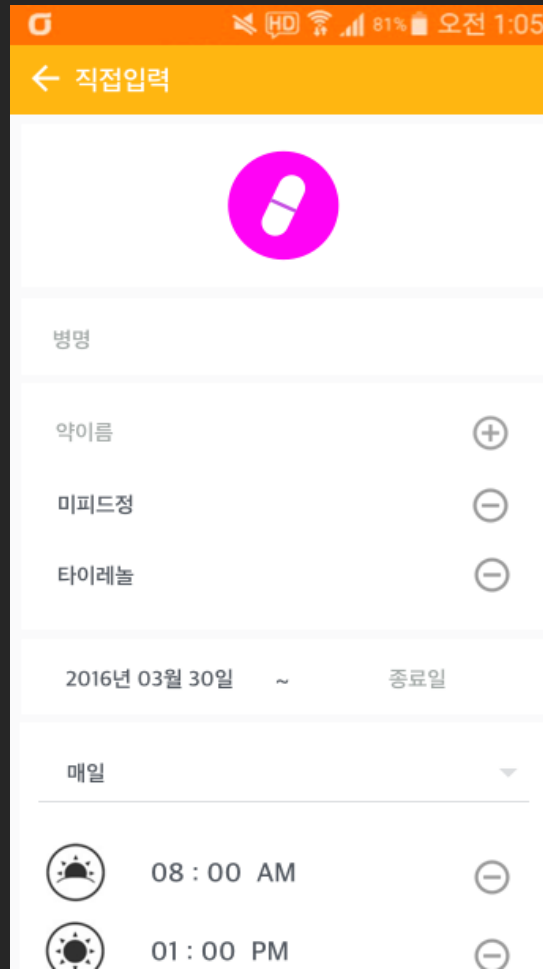 HD 81% 오전 1:05
직접입력
병명
약이름
미피드정
타이레놀
2016년 03월 30일 ~ 종료일
매일
08 : 00 AM
01 : 00 PM